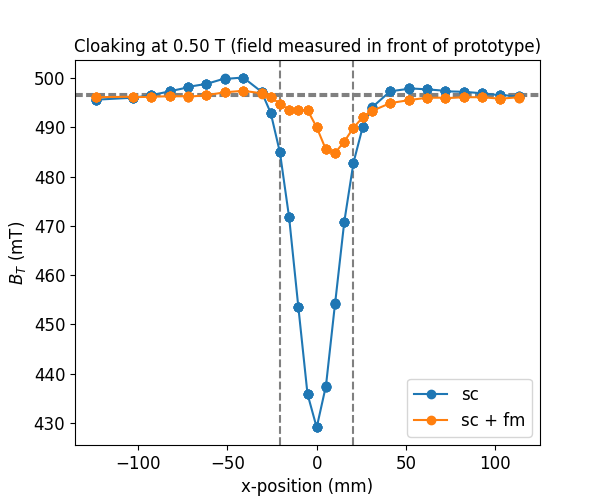 Cloaking at 0.50 T (field measured in front of prototype)
500
490
480
470
460
450
440
430
B_T (mT)
−100
−50
0
50
100
x-position (mm)
sc
sc + fm